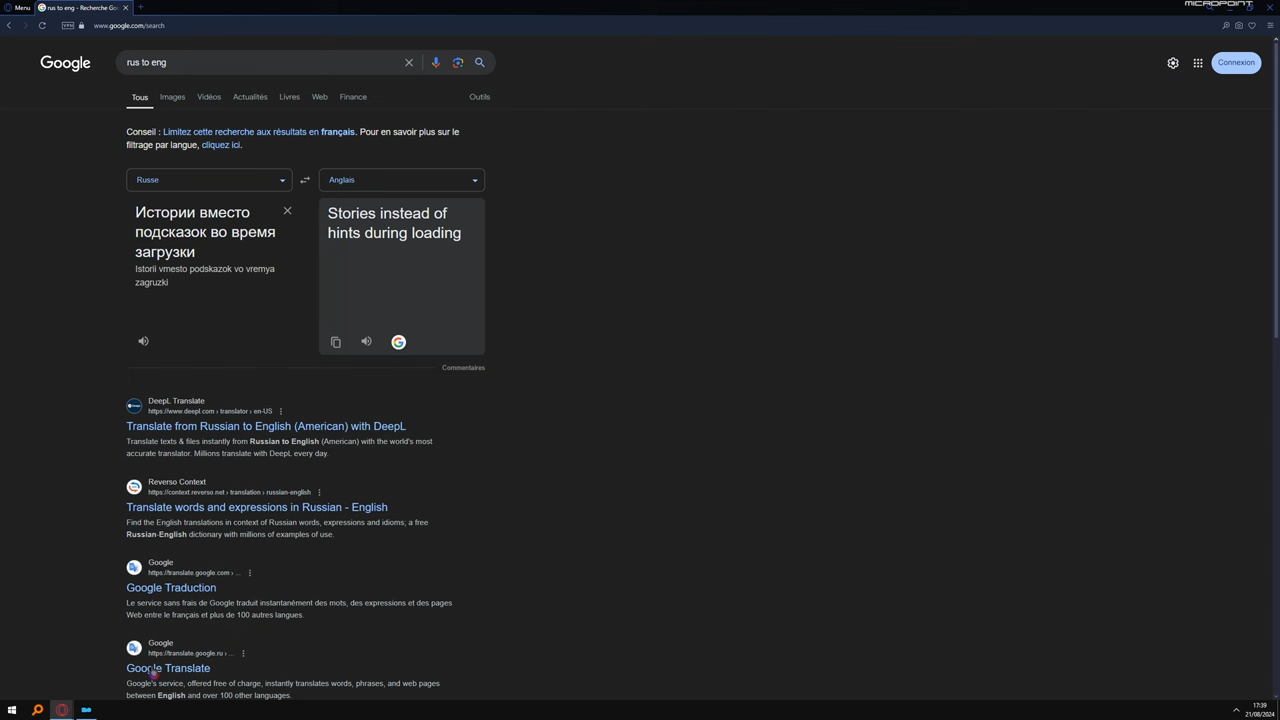 Menu
rus to eng - Recherche Go
MICROPOINT
VPN
www.google.com/search
Google
rus to eng
Connexion
Tous Images Vidéos Actualités Livres Web Finance Outils
Conseil : Limitez cette recherche aux résultats en français. Pour en savoir plus sur le
filtrage par langue, cliquez ici.
Russe Anglais
Истории вместо
подсказок во время
загрузки
Istorii vmesto podskazok vo vremya
zagruzki
Stories instead of
hints during loading
Commentaires
DeepL Translate
https://www.deepl.com › translator › en-US
Translate from Russian to English (American) with DeepL
Translate texts & files instantly from Russian to English (American) with the world's most
accurate translator. Millions translate with DeepL every day.
Reverso Context
https://context.reverso.net › translation › russian-english
Translate words and expressions in Russian - English
Find the English translations in context of Russian words, expressions and idioms; a free
Russian-English dictionary with millions of examples of use.
Google
https://translate.google.com › ...
Google Traduction
Le service sans frais de Google traduit instantanément des mots, des expressions et des pages
Web entre le français et plus de 100 autres langues.
Google
https://translate.google.ru › ...
Google Translate
Google's service, offered free of charge, instantly translates words, phrases, and web pages
between English and over 100 other languages.
17:39
21/08/2024